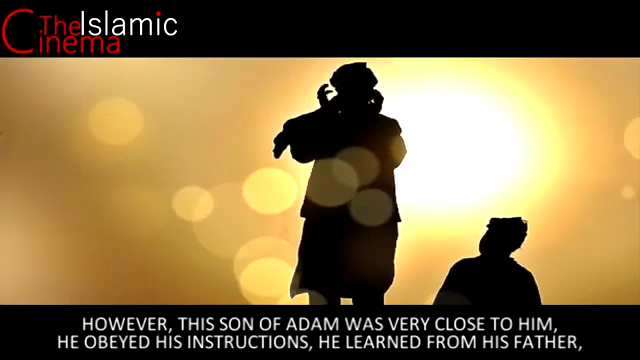 The Islamic
Cinema
HOWEVER, THIS SON OF ADAM WAS VERY CLOSE TO HIM,
HE OBEYED HIS INSTRUCTIONS, HE LEARNED FROM HIS FATHER,